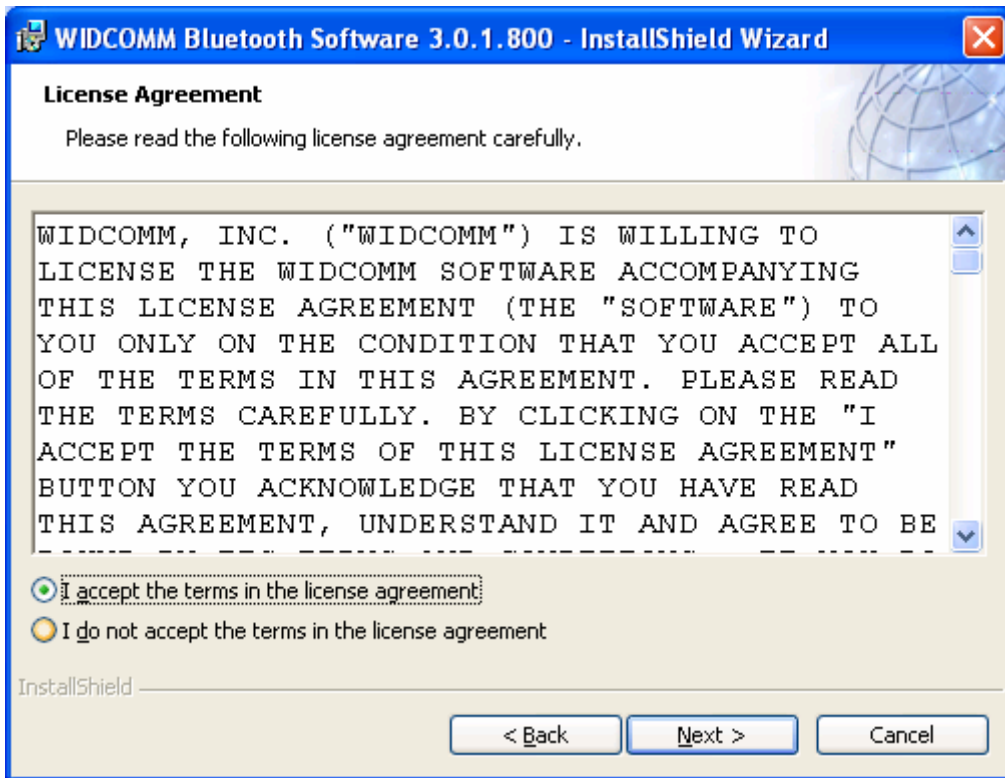 WIDCOMM Bluetooth Software 3.0.1.800 - InstallShield Wizard
License Agreement
Please read the following license agreement carefully.
WIDCOMM, INC. ("WIDCOMM") IS WILLING TO
LICENSE THE WIDCOMM SOFTWARE ACCOMPANYING
THIS LICENSE AGREEMENT (THE "SOFTWARE") TO
YOU ONLY ON THE CONDITION THAT YOU ACCEPT ALL
OF THE TERMS IN THIS AGREEMENT. PLEASE READ
THE TERMS CAREFULLY. BY CLICKING ON THE "I
ACCEPT THE TERMS OF THIS LICENSE AGREEMENT"
BUTTON YOU ACKNOWLEDGE THAT YOU HAVE READ
THIS AGREEMENT, UNDERSTAND IT AND AGREE TO BE
I accept the terms in the license agreement
I do not accept the terms in the license agreement
InstallShield
< Back Next > Cancel